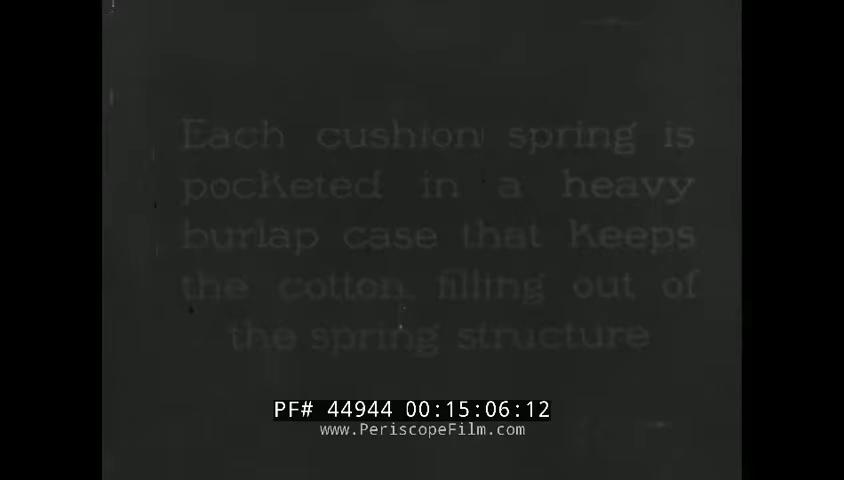 Each cushion spring is
pocketed in a heavy
burlap case that keeps
the cotton filling out of
the spring structure
PF# 44944 00:15:06:12
www.PeriscopeFilm.com